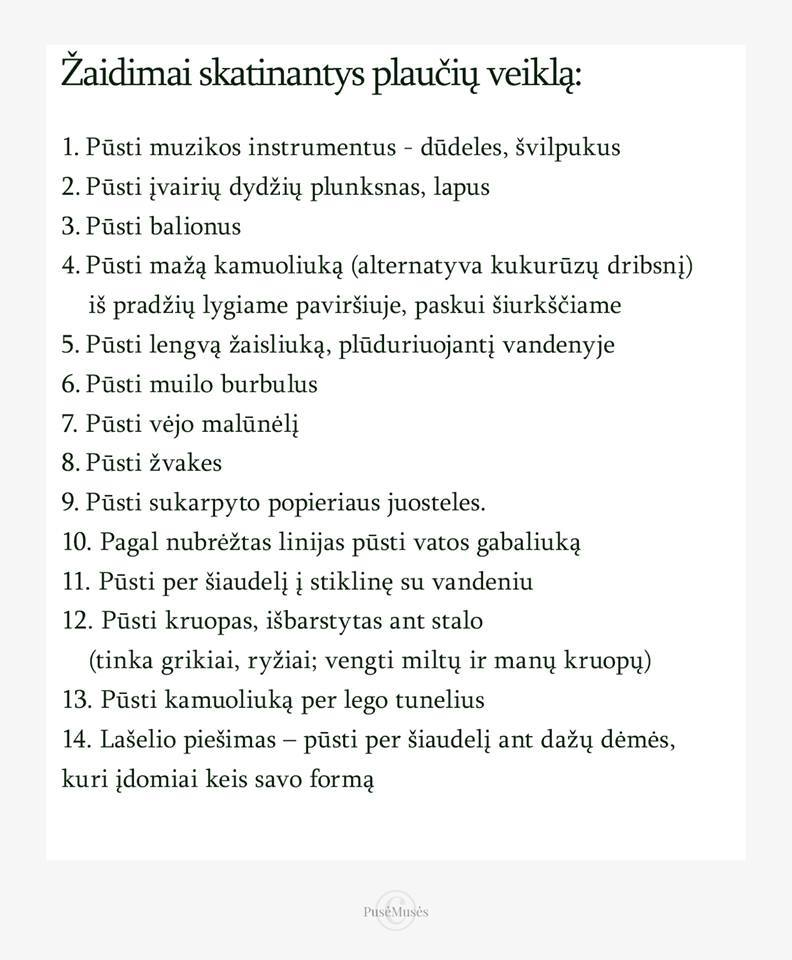 Žaidimai skatinantys plaučių veiklą:
1. Pūsti muzikos instrumentus - dūdeles, švilpukus
2. Pūsti įvairių dydžių plunksnas, lapus
3. Pūsti balionus
4. Pūsti mažą kamuoliuką (alternatyva kukurūzų dribsnį)
iš pradžių lygiame paviršiuje, paskui šiurkščiame
5. Pūsti lengvą žaisliuką, plūduriuojantį vandenyje
6. Pūsti muilo burbulus
7. Pūsti vėjo malūnėlį
8. Pūsti žvakes
9. Pūsti sukarpyto popieriaus juosteles.
10. Pagal nubrėžtas linijas pūsti vatos gabaliuką
11. Pūsti per šiaudelį į stiklinę su vandeniu
12. Pūsti kruopas, išbarstytas ant stalo
(tinka grikiai, ryžiai; vengti miltų ir manų kruopų)
13. Pūsti kamuoliuką per lego tunelius
14. Lašelio piešimas – pūsti per šiaudelį ant dažų dėmės,
kuri įdomiai keis savo formą
© PusėMusės